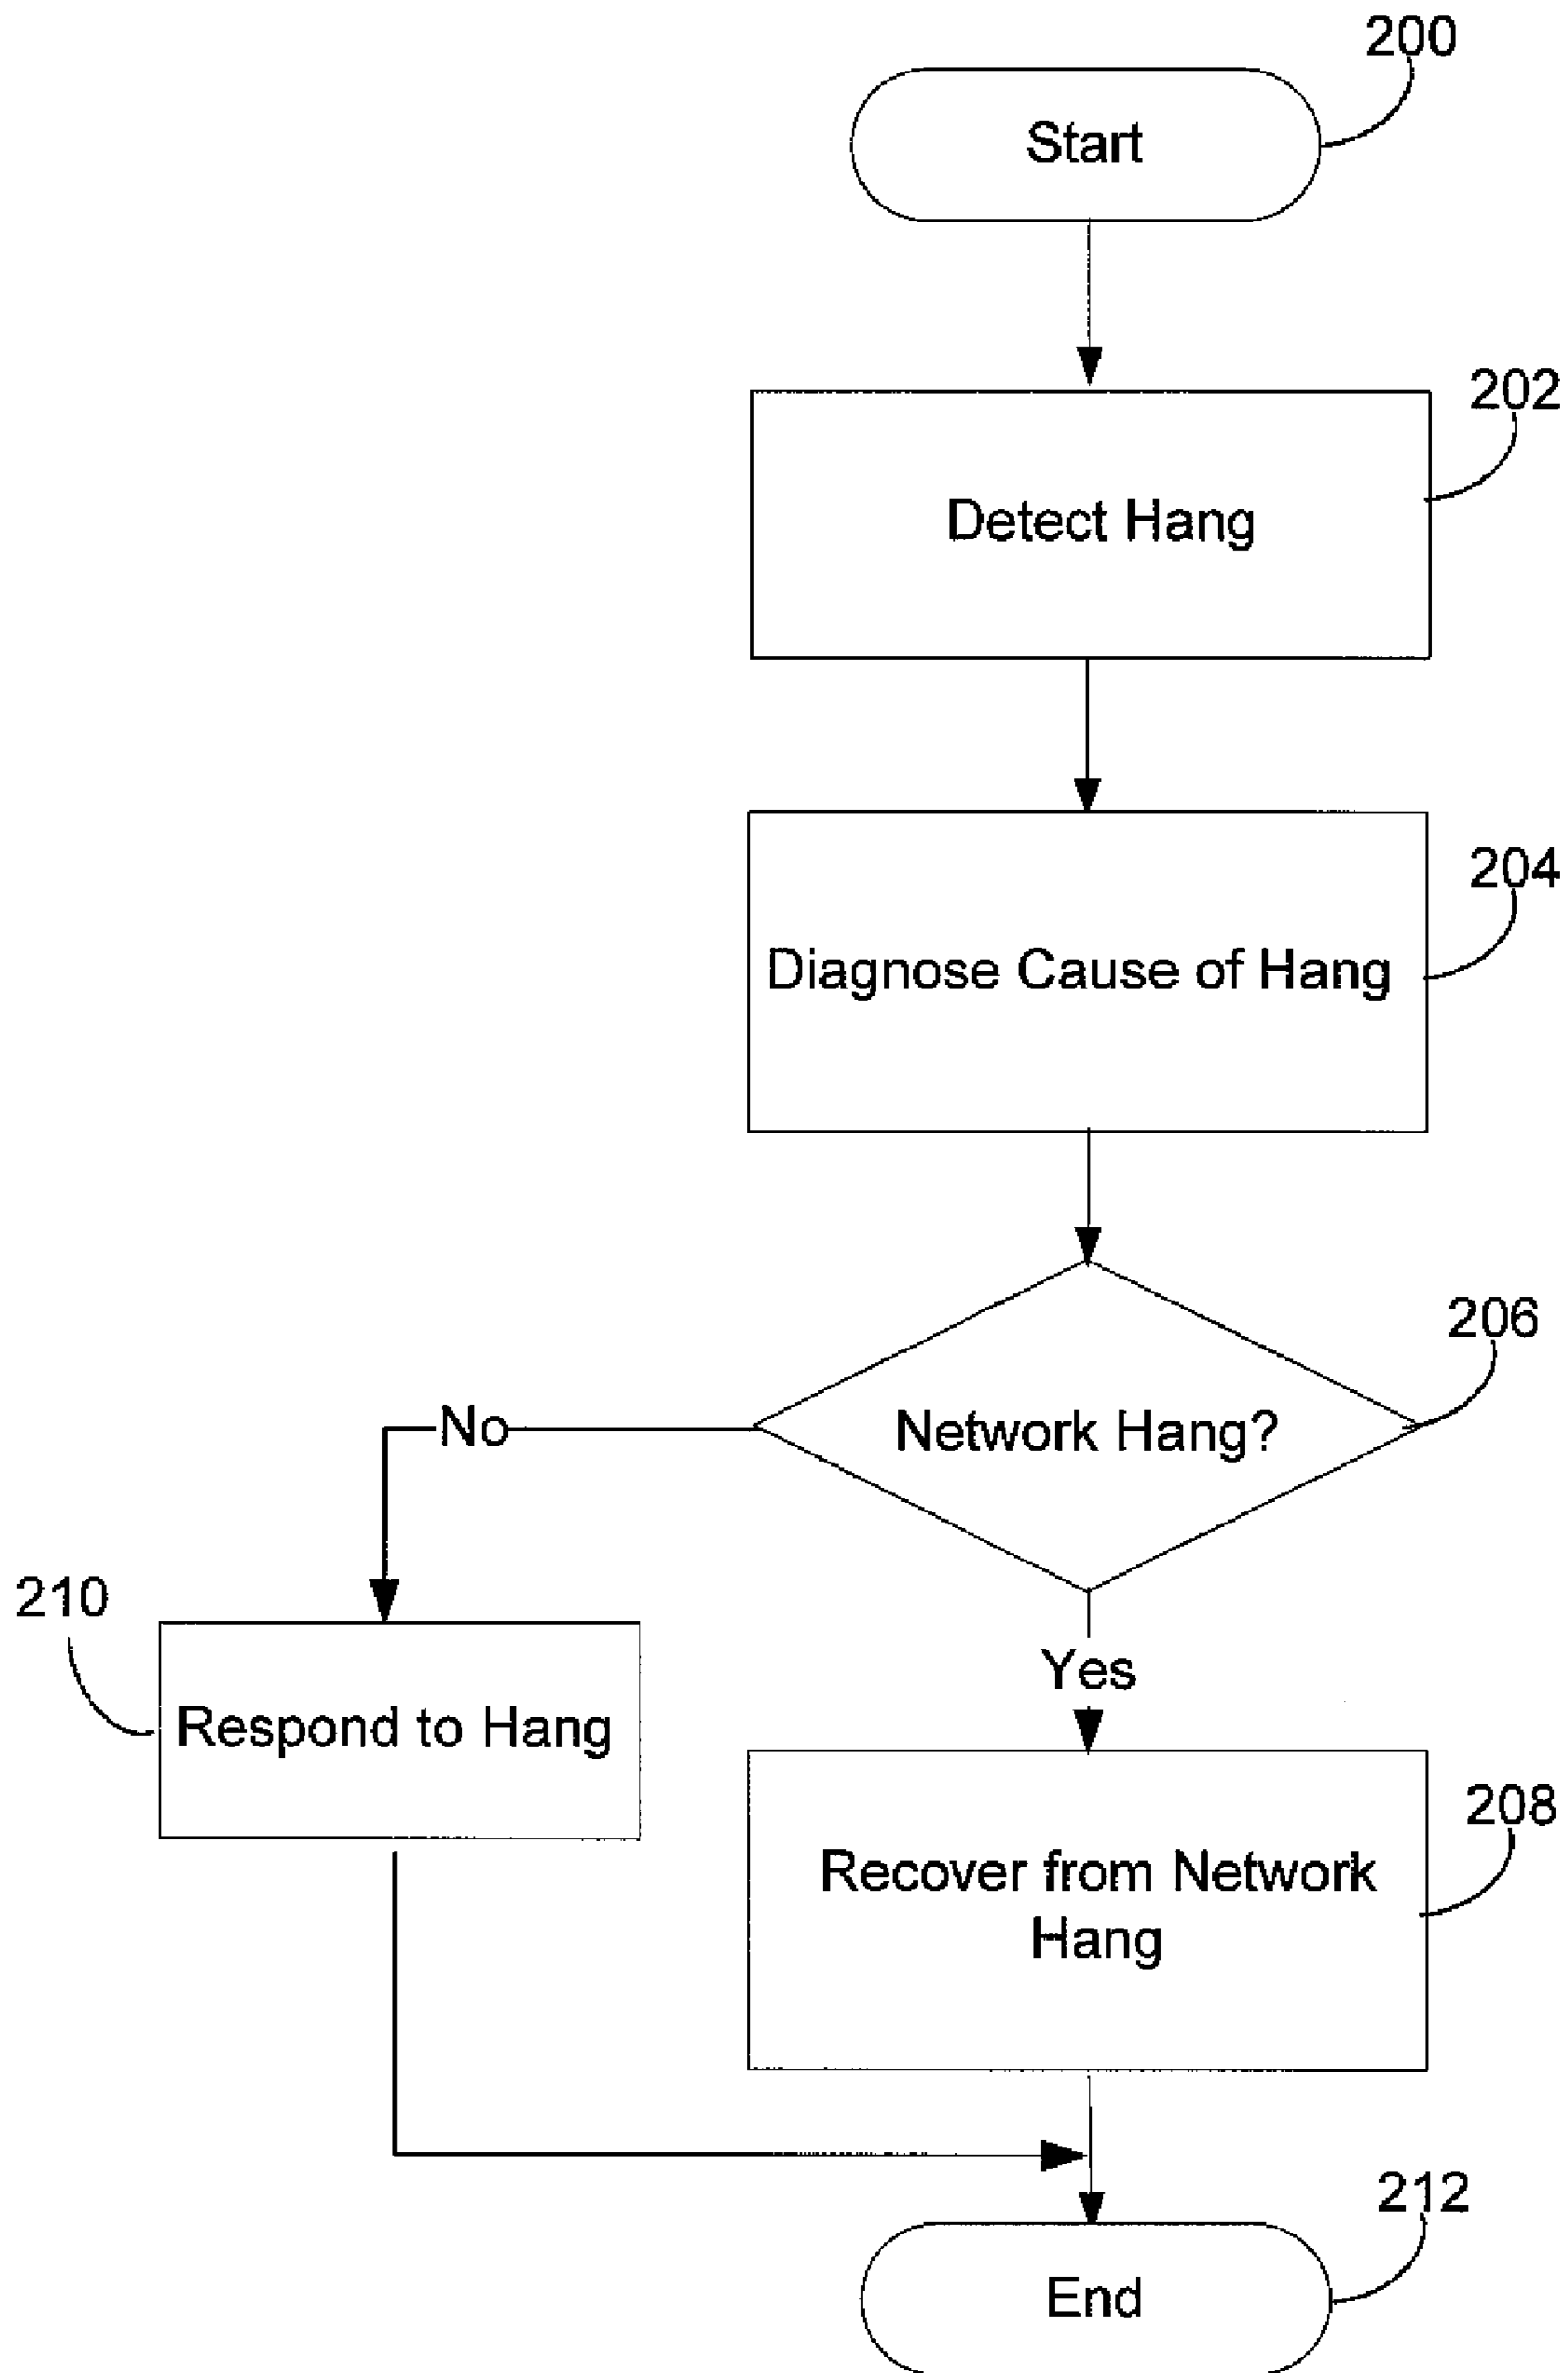 200
Start
202
Detect Hang
204
Diagnose Cause of Hang
206
Network Hang?
No
Yes
210
Respond to Hang
208
Recover from Network
Hang
212
End